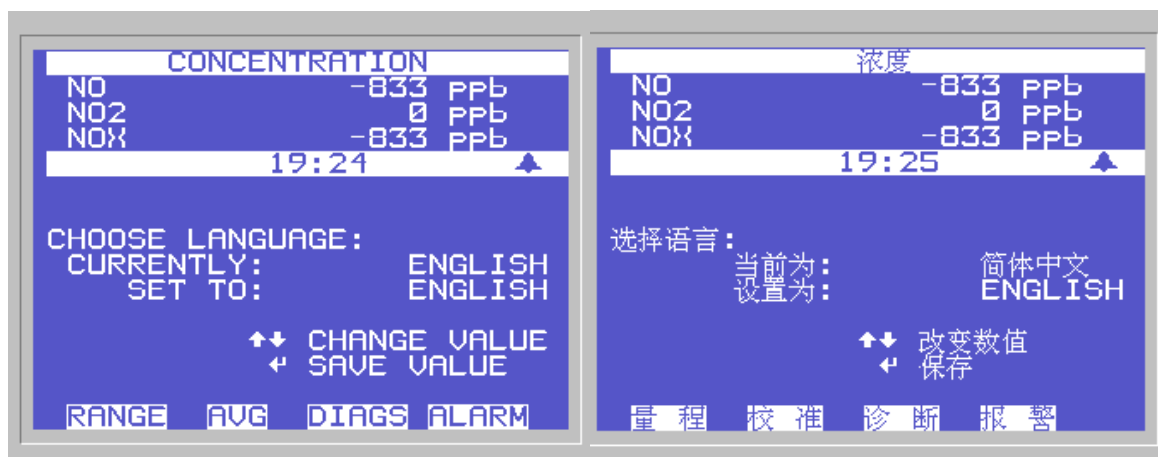 CONCENTRATION
NO -833 ppb
NO2 0 ppb
NOX -833 ppb
19:24
CHOOSE LANGUAGE:
CURRENTLY: ENGLISH
SET TO: ENGLISH
CHANGE VALUE
SAVE VALUE
RANGE AVG DIAGS ALARM
浓度
NO -833 ppb
NO2 0 ppb
NOX -833 ppb
19:25
选择语言:
当前为: 简体中文
设置为: ENGLISH
改变数值
保存
量程 校准 诊断 报警